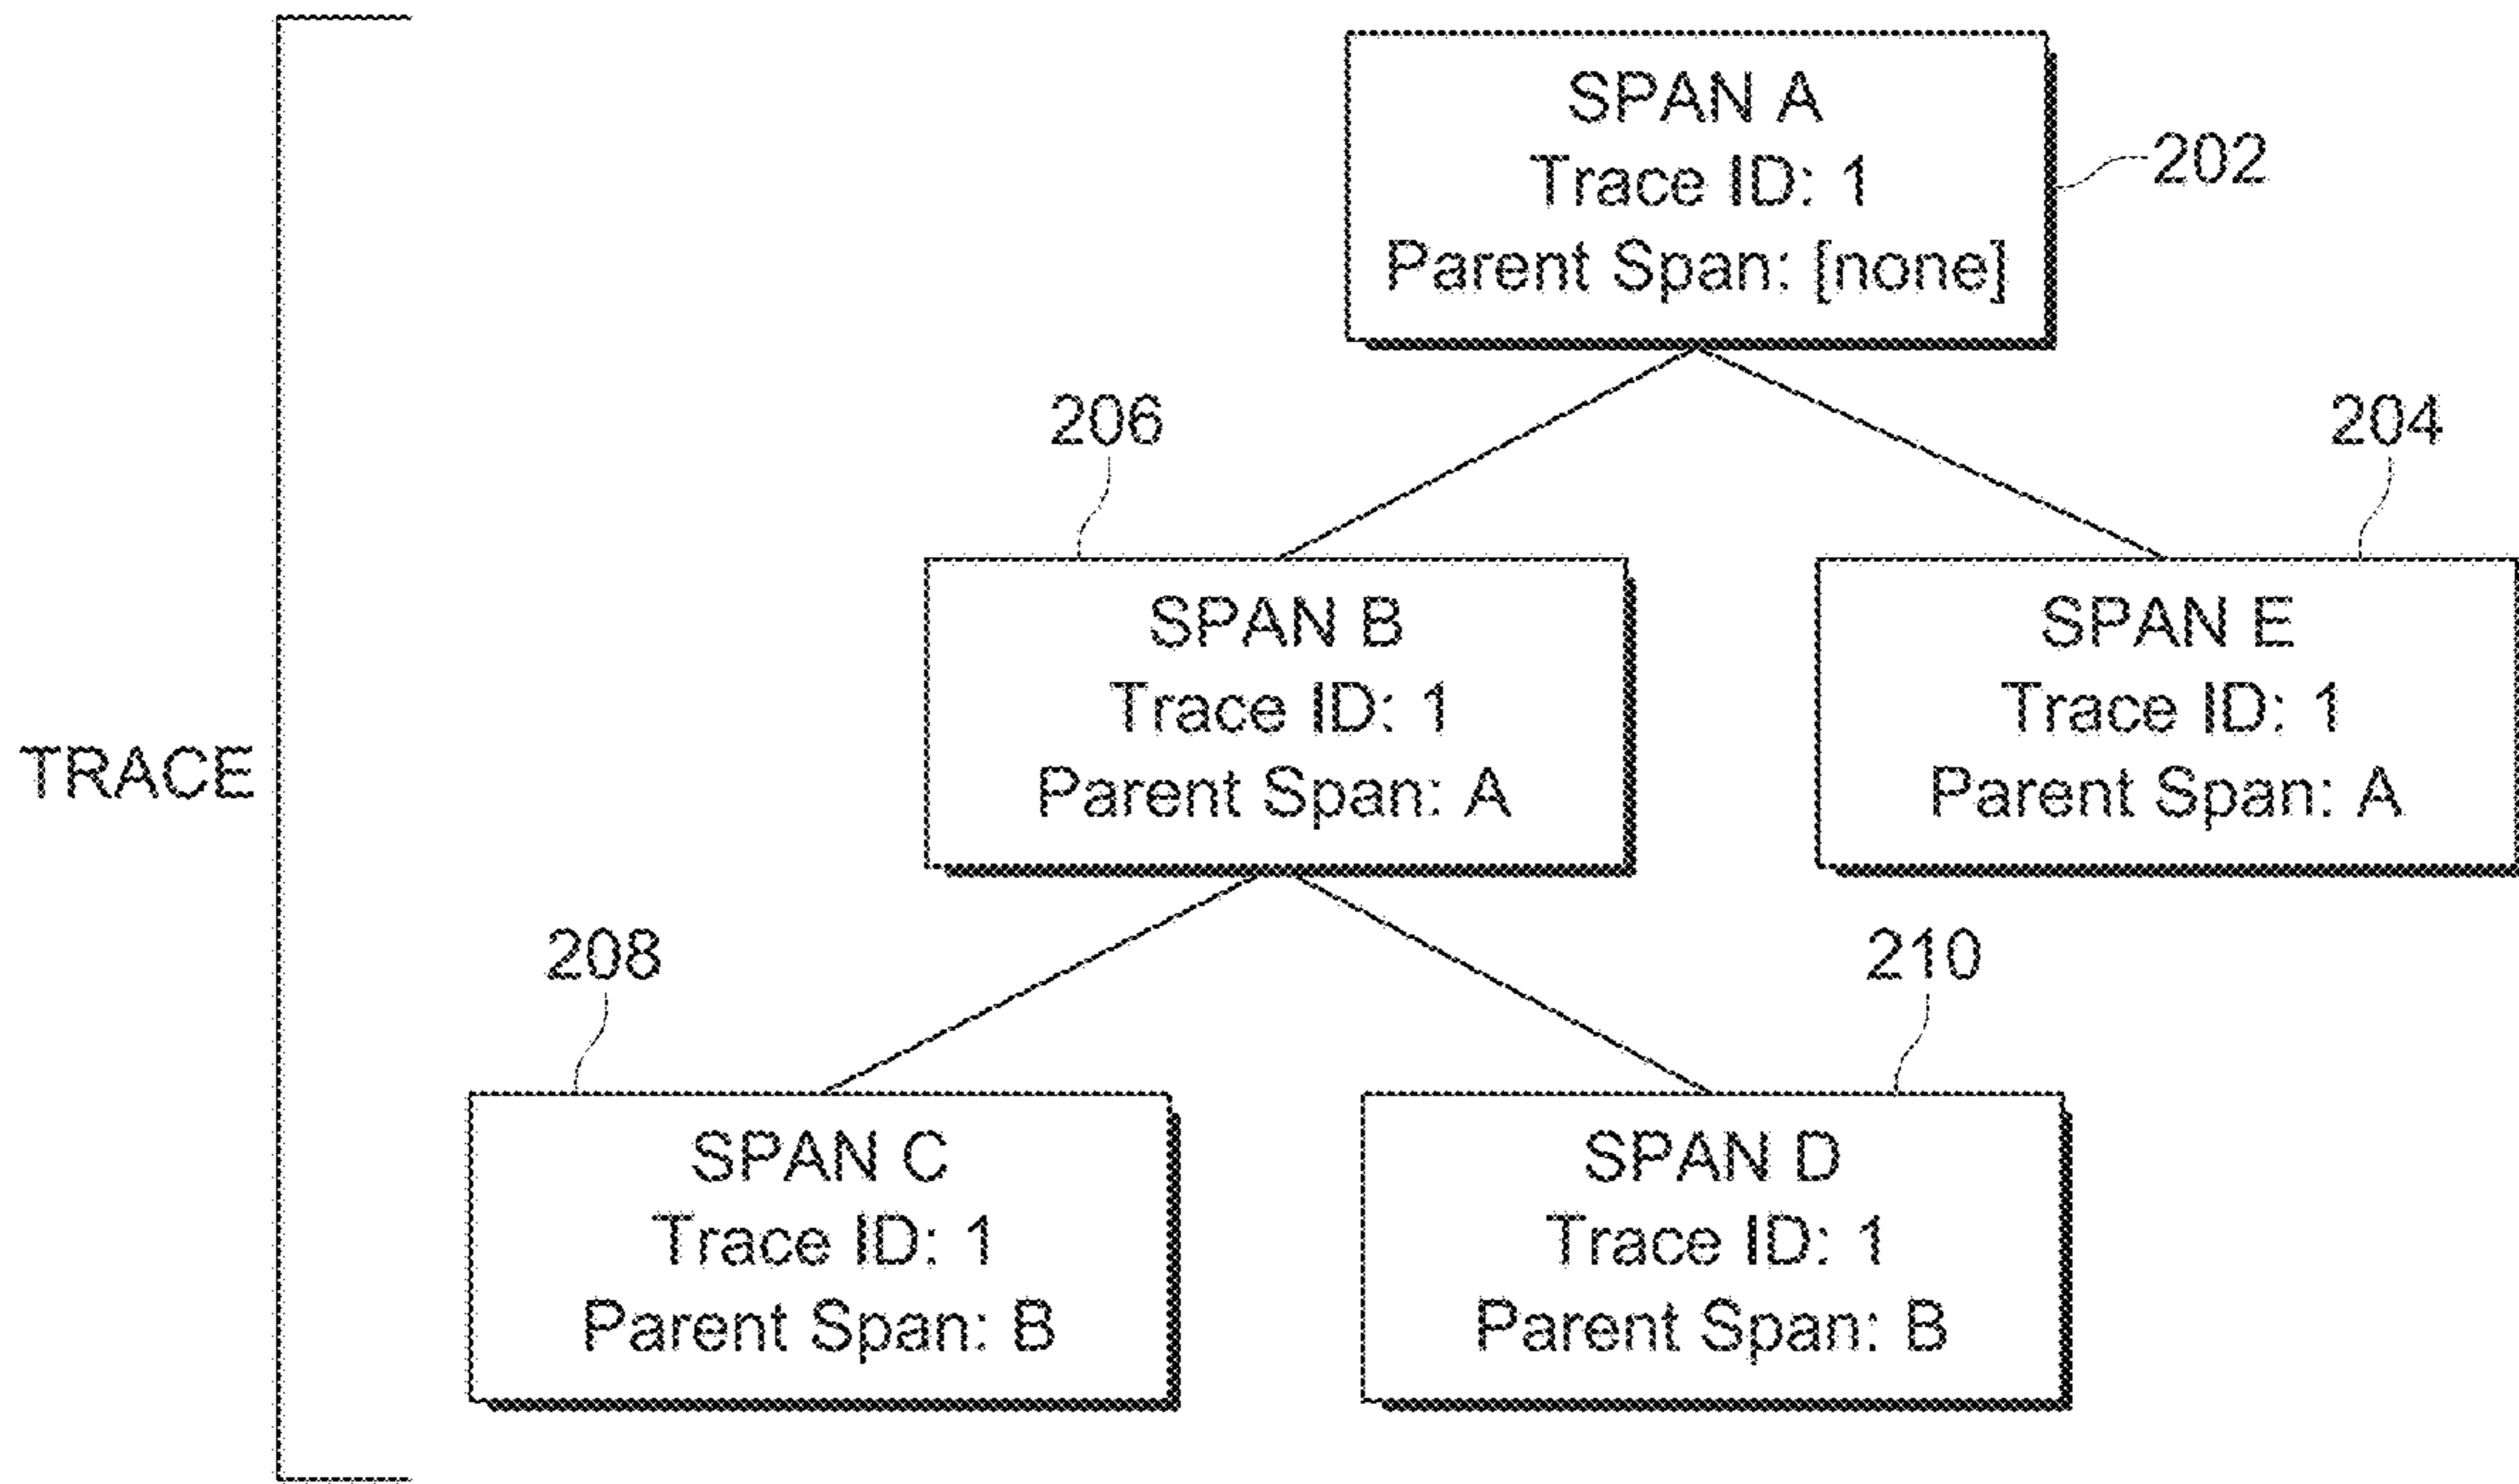 SPAN A
Trace ID: 1
Parent Span: [none]
202
206
204
SPAN B
Trace ID: 1
Parent Span: A
SPAN E
Trace ID: 1
Parent Span: A
TRACE
208
210
SPAN C
Trace ID: 1
Parent Span: B
SPAN D
Trace ID: 1
Parent Span: B